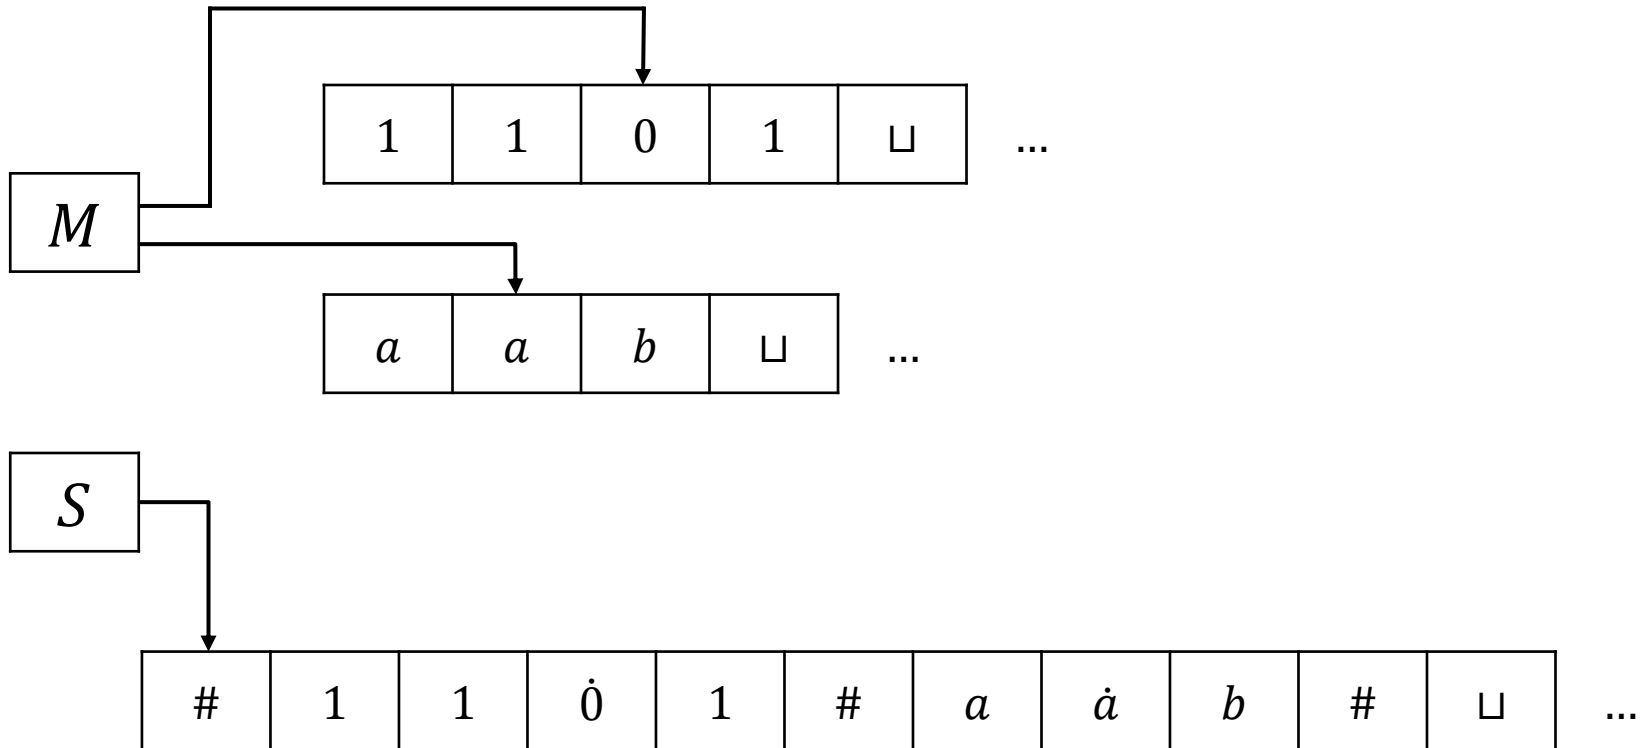 1 1 0 1 ⊔ ...
M
a a b ⊔ ...
S
# 1 1 0̇ 1 # a ȧ b # ⊔ ...